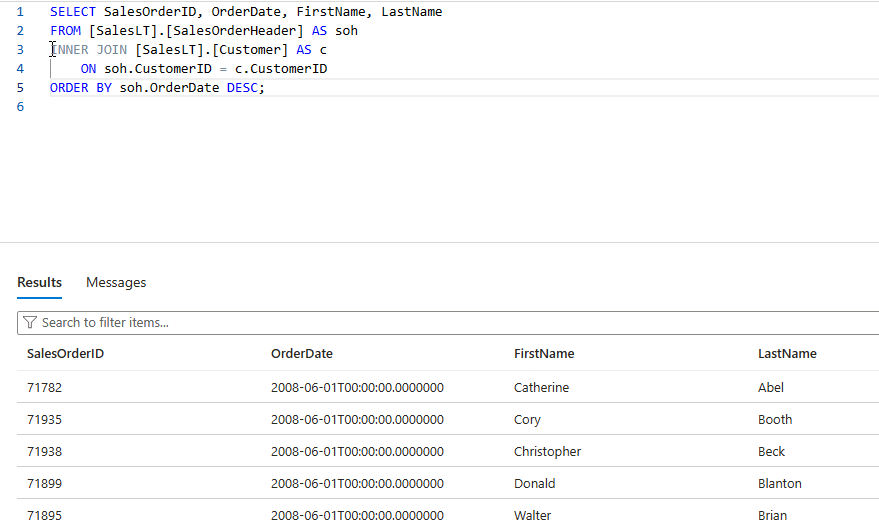 1 SELECT SalesOrderID, OrderDate, FirstName, LastName
2 FROM [SalesLT].[SalesOrderHeader] AS soh
3 INNER JOIN [SalesLT].[Customer] AS c
4     ON soh.CustomerID = c.CustomerID
5 ORDER BY soh.OrderDate DESC;
6
Results Messages
Search to filter items...
SalesOrderID OrderDate FirstName LastName
71782 2008-06-01T00:00:00.0000000 Catherine Abel
71935 2008-06-01T00:00:00.0000000 Cory Booth
71938 2008-06-01T00:00:00.0000000 Christopher Beck
71899 2008-06-01T00:00:00.0000000 Donald Blanton
71895 2008-06-01T00:00:00.0000000 Walter Brian